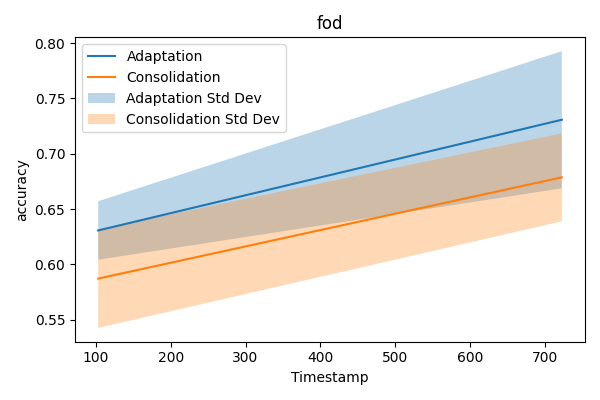 fod
Adaptation
Consolidation
Adaptation Std Dev
Consolidation Std Dev
accuracy
0.80
0.75
0.70
0.65
0.60
0.55
100 200 300 400 500 600 700
Timestamp